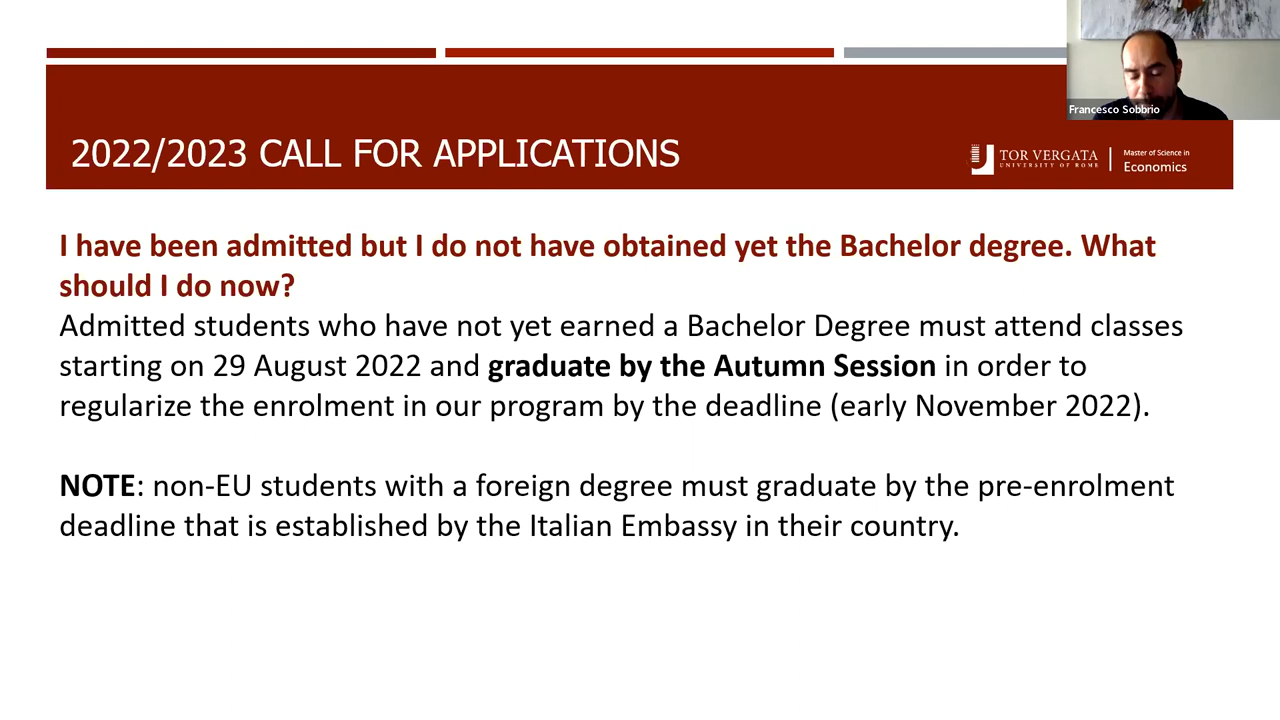 Francesco Sobbrio
2022/2023 CALL FOR APPLICATIONS
TOR VERGATA
UNIVERSITY OF ROME
Master of Science in
Economics
I have been admitted but I do not have obtained yet the Bachelor degree. What
should I do now?
Admitted students who have not yet earned a Bachelor Degree must attend classes
starting on 29 August 2022 and graduate by the Autumn Session in order to
regularize the enrolment in our program by the deadline (early November 2022).
NOTE: non-EU students with a foreign degree must graduate by the pre-enrolment
deadline that is established by the Italian Embassy in their country.